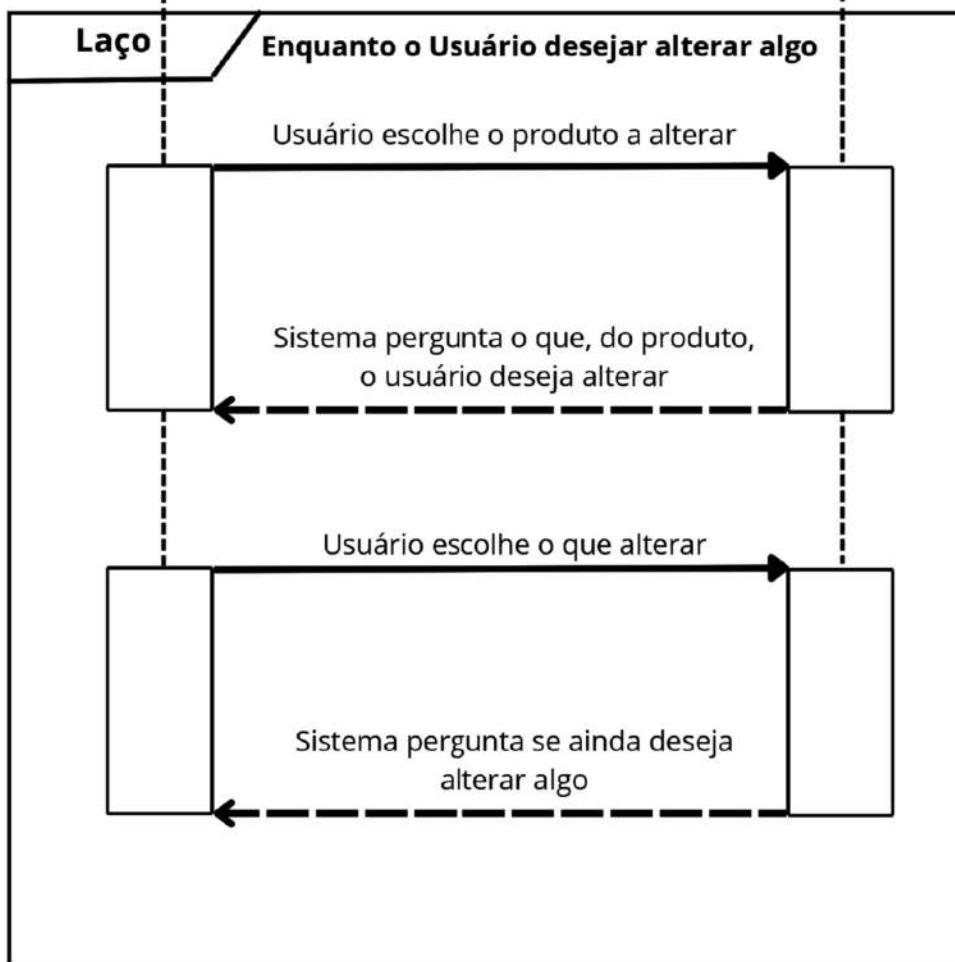 Laço
Enquanto o Usuário desejar alterar algo
Usuário escolhe o produto a alterar
Sistema pergunta o que, do produto,
o usuário deseja alterar
Usuário escolhe o que alterar
Sistema pergunta se ainda deseja
alterar algo